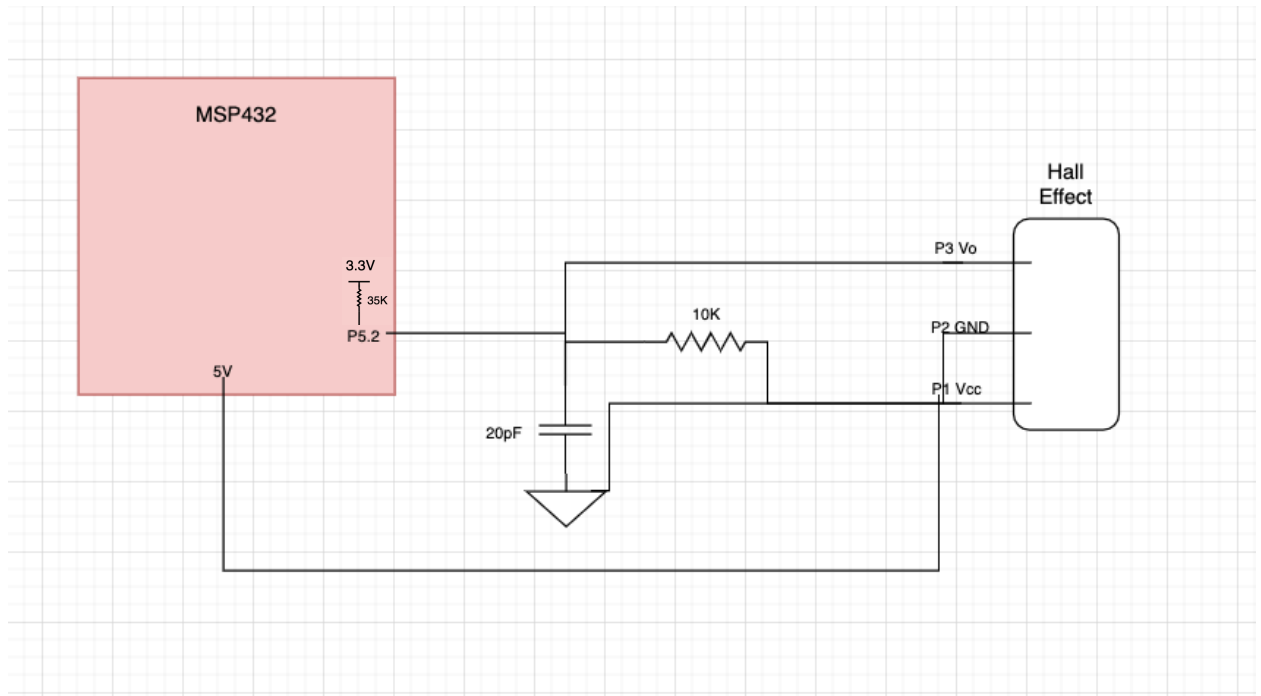 MSP432
Hall
Effect
P3 Vo
3.3V
35K
10K
P2 GND
P5.2
5V
P1 Vcc
20pF